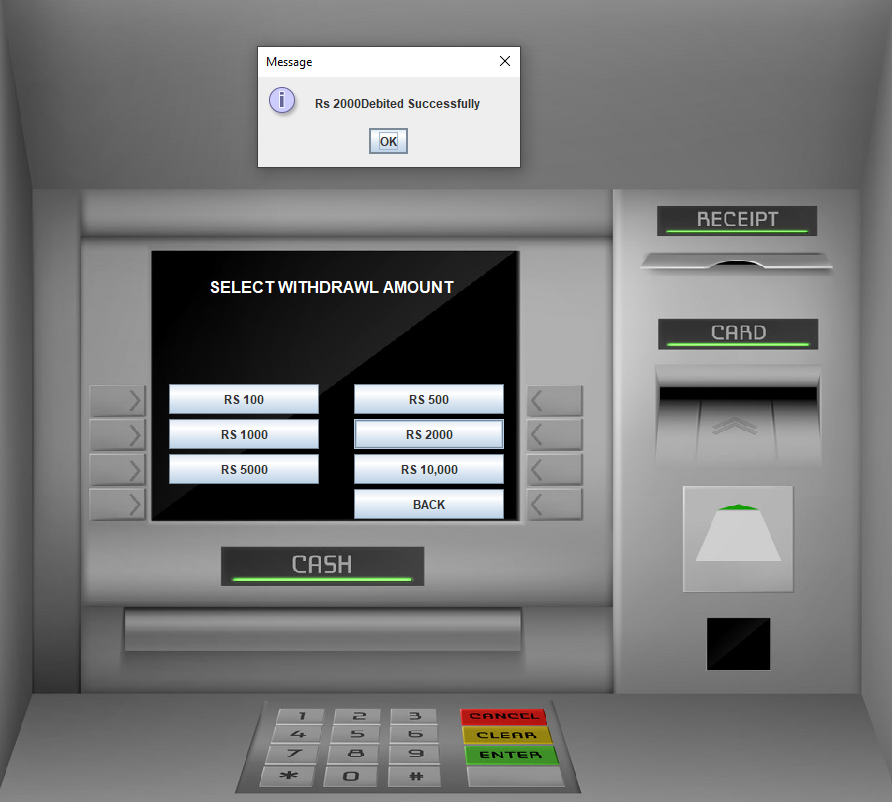 Message
Rs 2000Debited Successfully
OK
RECEIPT
SELECT WITHDRAWL AMOUNT
CARD
RS 100
RS 500
RS 1000
RS 2000
RS 5000
RS 10,000
BACK
CASH
1 2 3 CANCEL
4 5 6 CLEAR
7 8 9 ENTER
* 0 #